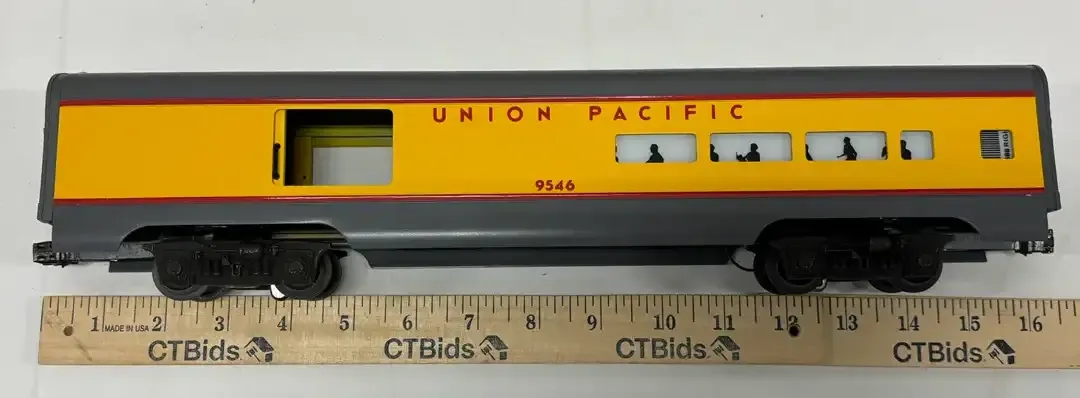 UNION PACIFIC
9546
1 MADE IN USA 2 3 4 5 6 7 8 9 10 11 12 13 14 15 16
CTBids CTBids CTBids CTBids